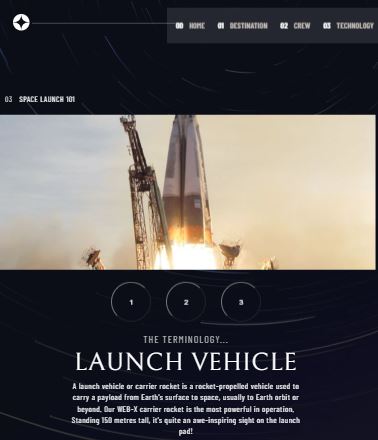 00 HOME 01 DESTINATION 02 CREW 03 TECHNOLOGY
03 SPACE LAUNCH 101
1 2 3
THE TERMINOLOGY...
LAUNCH VEHICLE
A launch vehicle or carrier rocket is a rocket-propelled vehicle used to
carry a payload from Earth's surface to space, usually to Earth orbit or
beyond. Our WEB-X carrier rocket is the most powerful in operation.
Standing 150 metres tall, it's quite an awe-inspiring sight on the launch
pad!